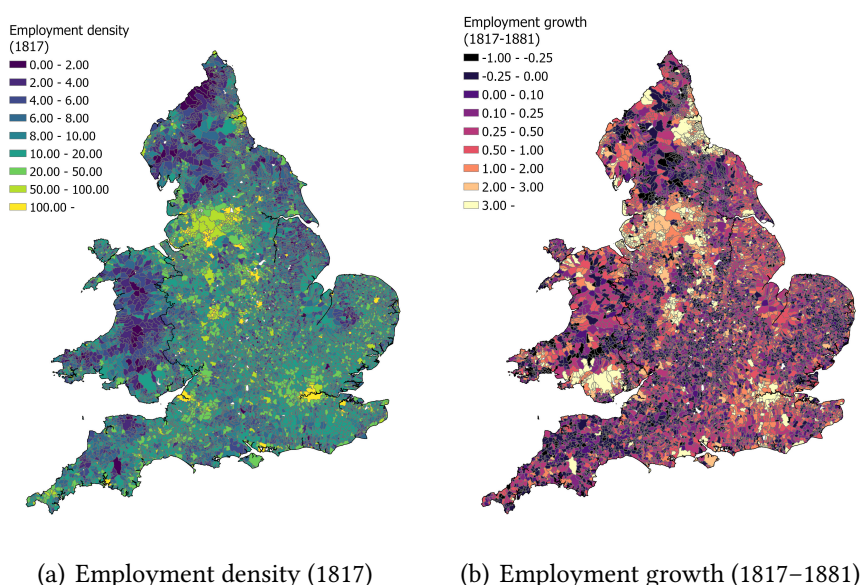 Employment density
(1817)
0.00 - 2.00
2.00 - 4.00
4.00 - 6.00
6.00 - 8.00
8.00 - 10.00
10.00 - 20.00
20.00 - 50.00
50.00 - 100.00
100.00 -
Employment growth
(1817-1881)
-1.00 - -0.25
-0.25 - 0.00
0.00 - 0.10
0.10 - 0.25
0.25 - 0.50
0.50 - 1.00
1.00 - 2.00
2.00 - 3.00
3.00 -
(a) Employment density (1817)
(b) Employment growth (1817–1881)